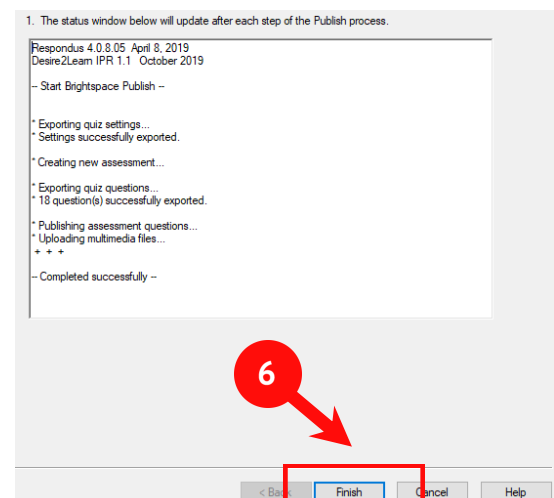 1. The status window below will update after each step of the Publish process.
Respondus 4.0.8.05 April 8, 2019
Desire2Learn IPR 1.1 October 2019
-- Start Brightspace Publish --
* Exporting quiz settings...
* Settings successfully exported.
* Creating new assessment...
* Exporting quiz questions...
* 18 question(s) successfully exported.
* Publishing assessment questions...
* Uploading multimedia files...
+ + +
-- Completed successfully --
6
< Back Finish Cancel Help